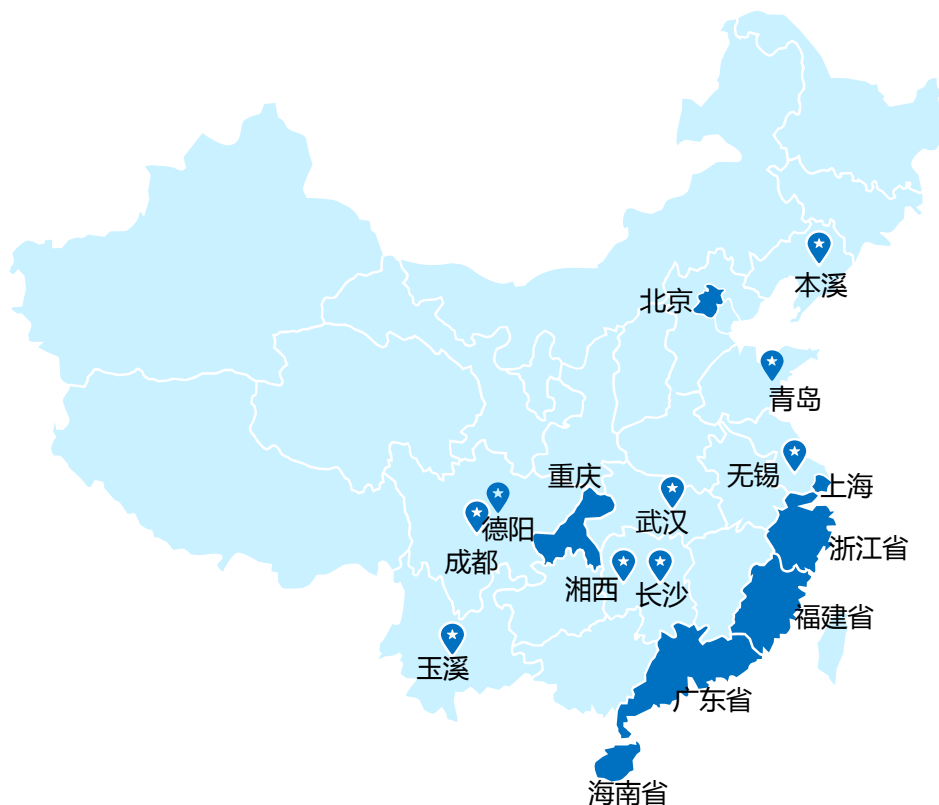 本溪
北京
青岛
无锡
重庆
上海
德阳
武汉
浙江省
成都
湘西
长沙
福建省
玉溪
广东省
海南省